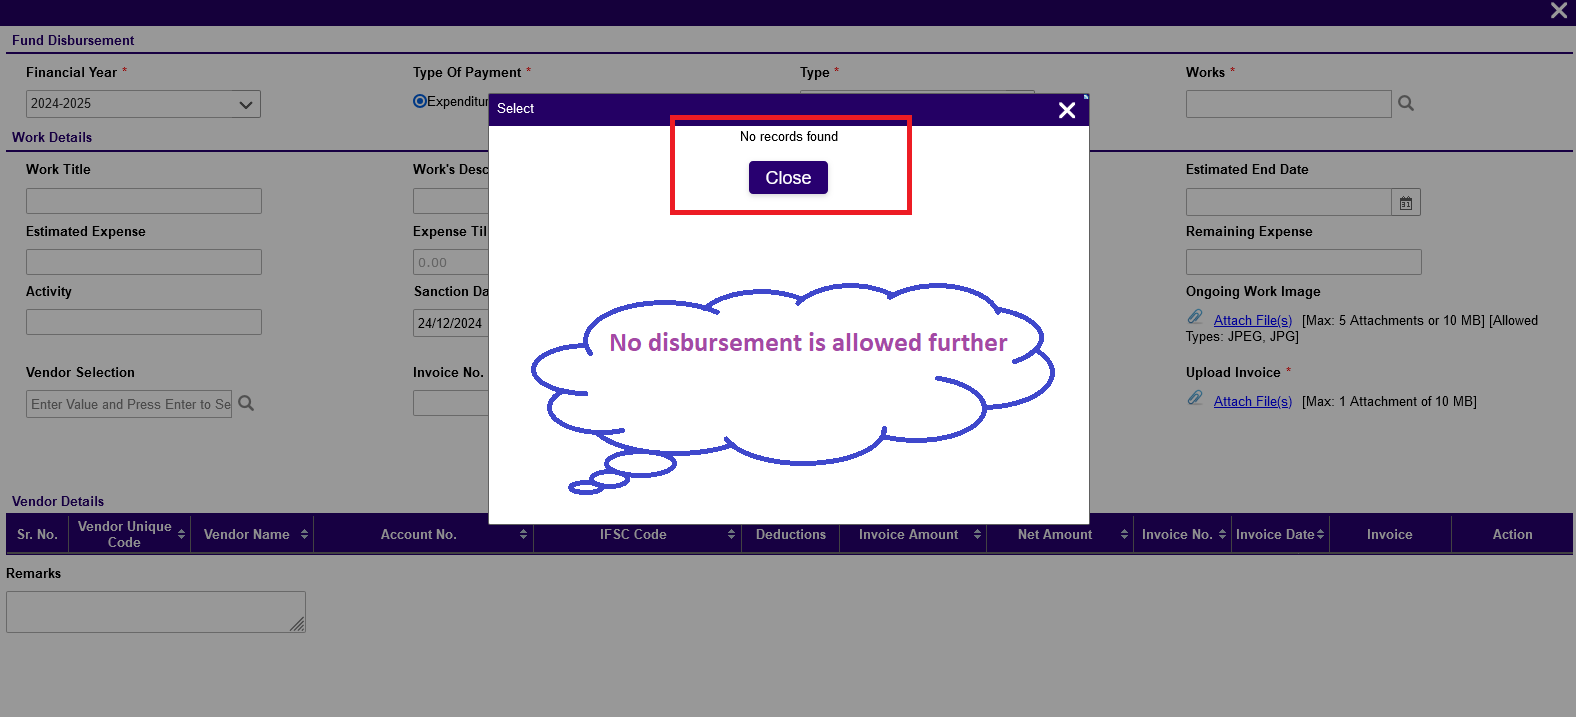 Fund Disbursement
Financial Year * Type Of Payment * Type * Works *
2024-2025 Select
No records found
Close
Work Details
Work Title Work's Estimated End Date
31
Estimated Expense Expense Remaining Expense
0.00
Activity Sanction Ongoing Work Image
24/12/2024 Attach File(s) [Max: 5 Attachments or 10 MB] [Allowed
Types: JPEG, JPG]
No disbursement is allowed further
Vendor Selection Invoice No. Upload Invoice *
Enter Value and Press Enter to Se Attach File(s) [Max: 1 Attachment of 10 MB]
Vendor Details
Sr. No. Vendor Unique Code Vendor Name Account No. IFSC Code Deductions Invoice Amount Net Amount Invoice No. Invoice Date Invoice Action
Remarks